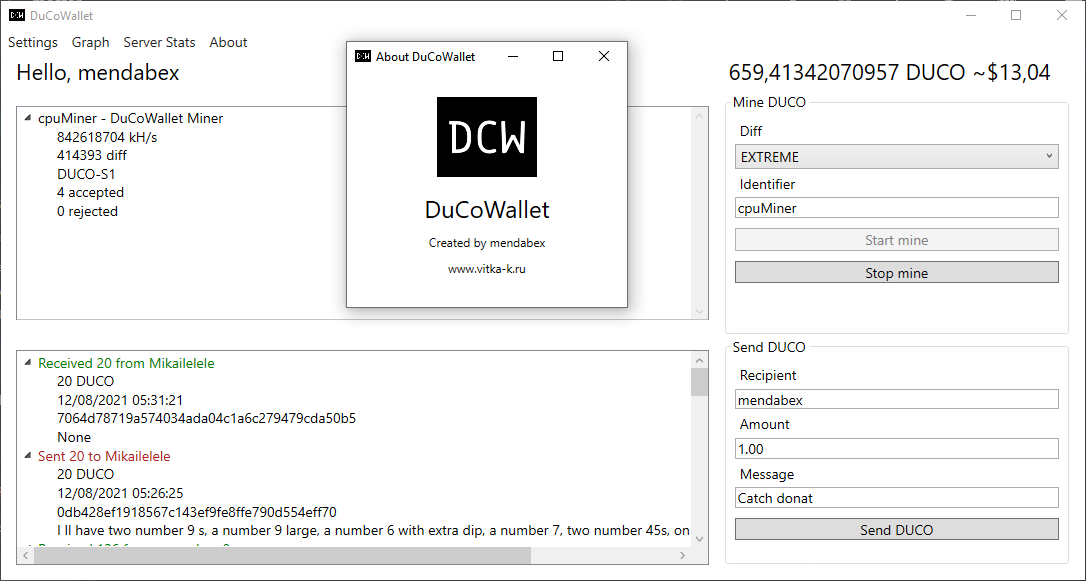 DCW DuCoWallet
Settings Graph Server Stats About
Hello, mendabex
659,41342070957 DUCO ~$13,04
cpuMiner - DuCoWallet Miner
842618704 kH/s
414393 diff
DUCO-S1
4 accepted
0 rejected
DCW About DuCoWallet
DCW
DuCoWallet
Created by mendabex
www.vitka-k.ru
Mine DUCO
Diff
EXTREME
Identifier
cpuMiner
Start mine
Stop mine
Received 20 from Mikailelele
20 DUCO
12/08/2021 05:31:21
7064d78719a574034ada04c1a6c279479cda50b5
None
Sent 20 to Mikailelele
20 DUCO
12/08/2021 05:26:25
0db428ef1918567c143ef9fe8ffe790d554eff70
I ll have two number 9 s, a number 9 large, a number 6 with extra dip, a number 7, two number 45s, on
Send DUCO
Recipient
mendabex
Amount
1.00
Message
Catch donat
Send DUCO